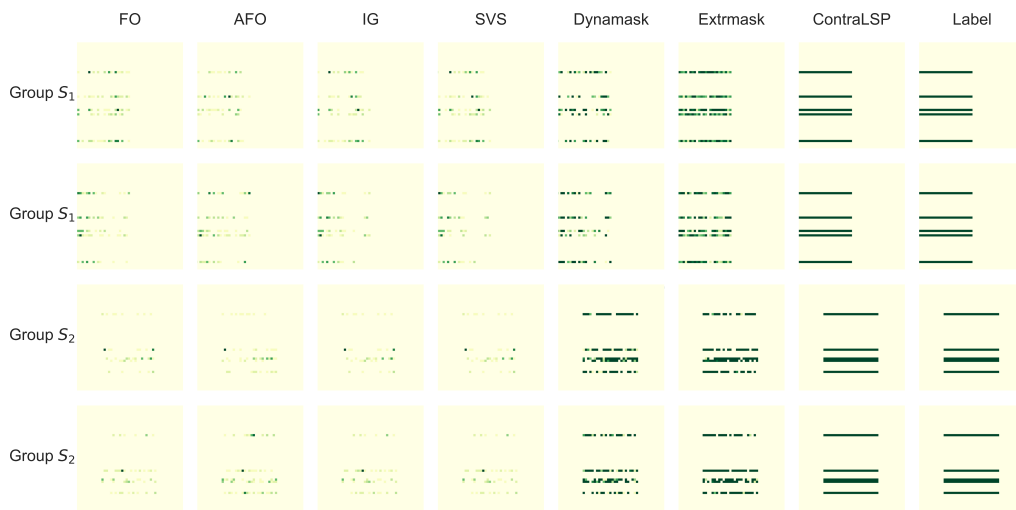 FO AFO IG SVS Dynamask Extrmask ContraLSP Label
Group S₁
Group S₁
Group S₂
Group S₂